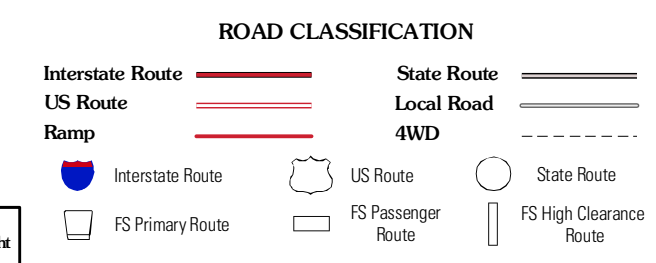 ROAD CLASSIFICATION
Interstate Route
State Route
US Route
Local Road
Ramp
4WD
Interstate Route
US Route
State Route
FS Primary Route
FS Passenger
Route
FS High Clearance
Route